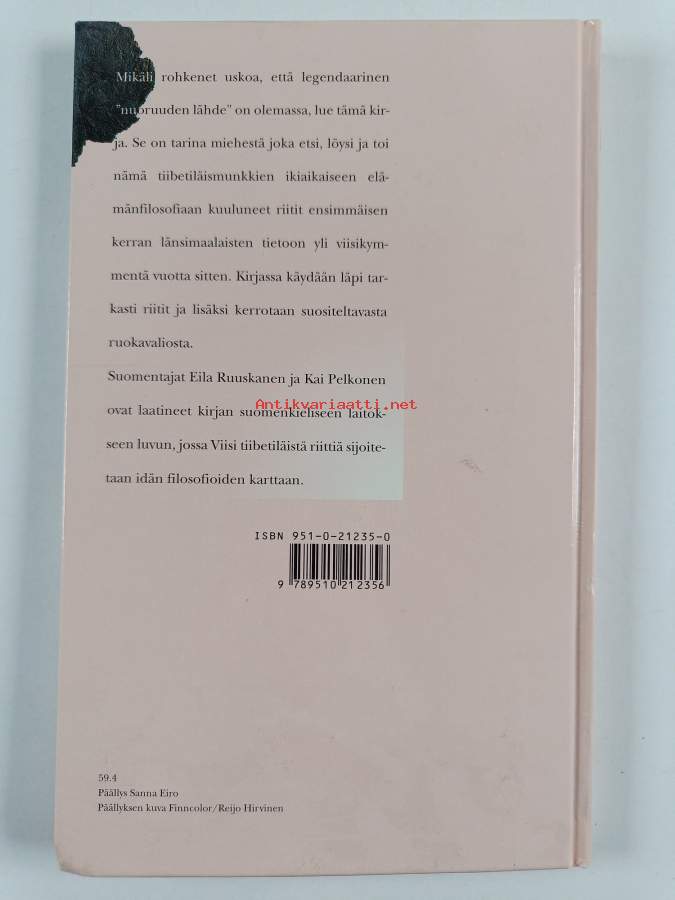 Mikäli rohkenet uskoa, että legendaarinen
"nuoruuden lähde" on olemassa, lue tämä kir-
ja. Se on tarina miehestä joka etsi, löysi ja toi
nämä tiibetiläismunkkien ikiaikaiseen elä-
mänfilosofiaan kuuluneet riitit ensimmäisen
kerran länsimaalaisten tietoon yli viisikym-
mentä vuotta sitten. Kirjassa käydään läpi tar-
kasti riitit ja lisäksi kerrotaan suositeltavasta
ruokavaliosta.
Suomentajat Eila Ruuskanen ja Kai Pelkonen
Antikvariaatti.net
ovat laatineet kirjan suomenkieliseen laitok-
seen luvun, jossa Viisi tiibetiläistä riittiä sijoite-
taan idän filosofioiden karttaan.
ISBN 951-0-21235-0
9 789510 212356
59.4
Päällys Sanna Eiro
Päällyksen kuva Finncolor/Reijo Hirvinen